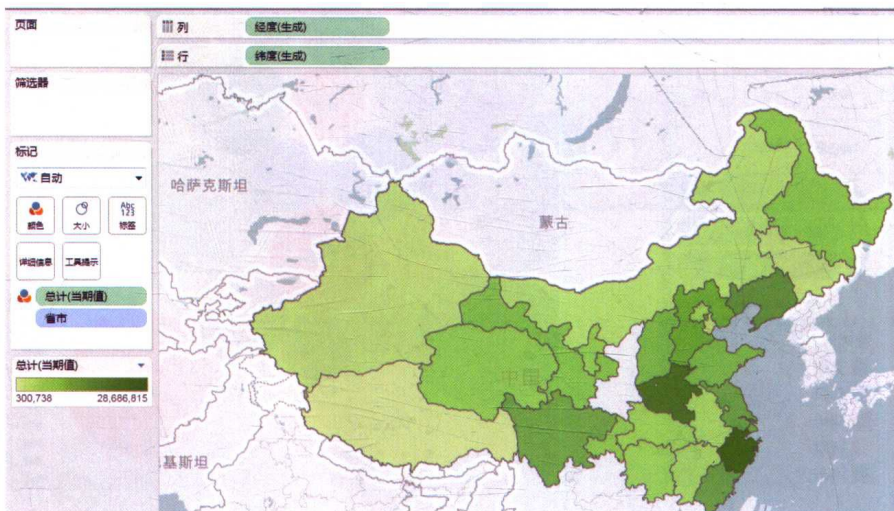 页面
列
经度(生成)
行
纬度(生成)
筛选器
标记
自动
颜色
大小
Abc
123
标签
详细信息
工具提示
总计(当期值)
省市
总计(当期值)
300,738
28,686,815
哈萨克斯坦
蒙古
中国
基斯坦